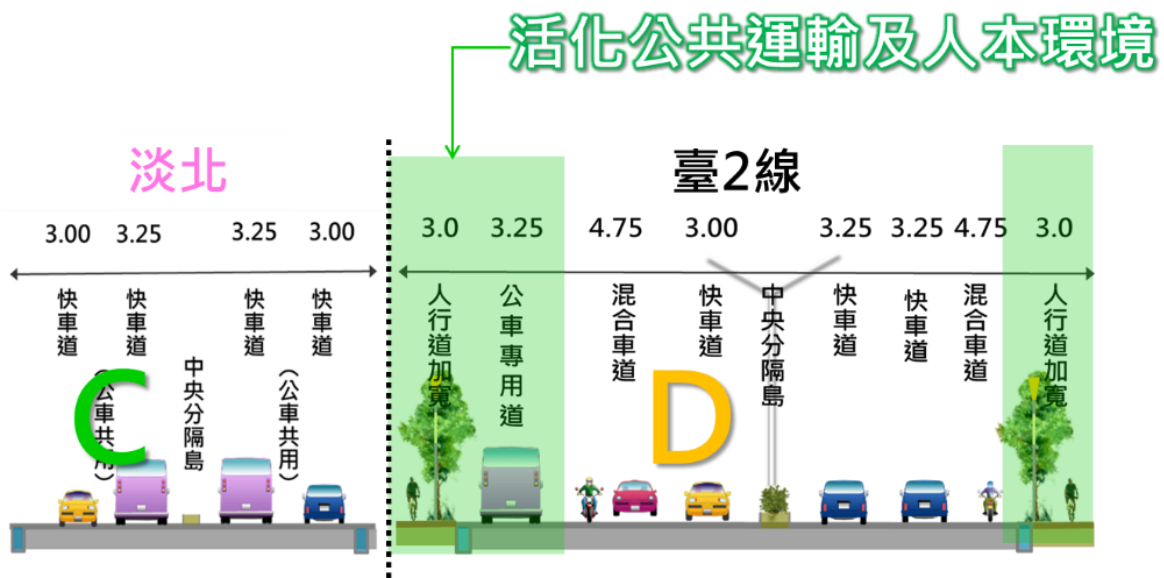 活化公共運輸及人本環境
淡北
臺2線
3.00 3.25 3.25 3.00
3.0 3.25 4.75 3.00 3.25 3.25 4.75 3.0
快車道
快車道（公車共用）
中央分隔島
快車道
快車道
（公車共用）
C
人行道加寬
公車專用道
混合車道
快車道
中央分隔島
快車道
快車道
混合車道
人行道加寬
D